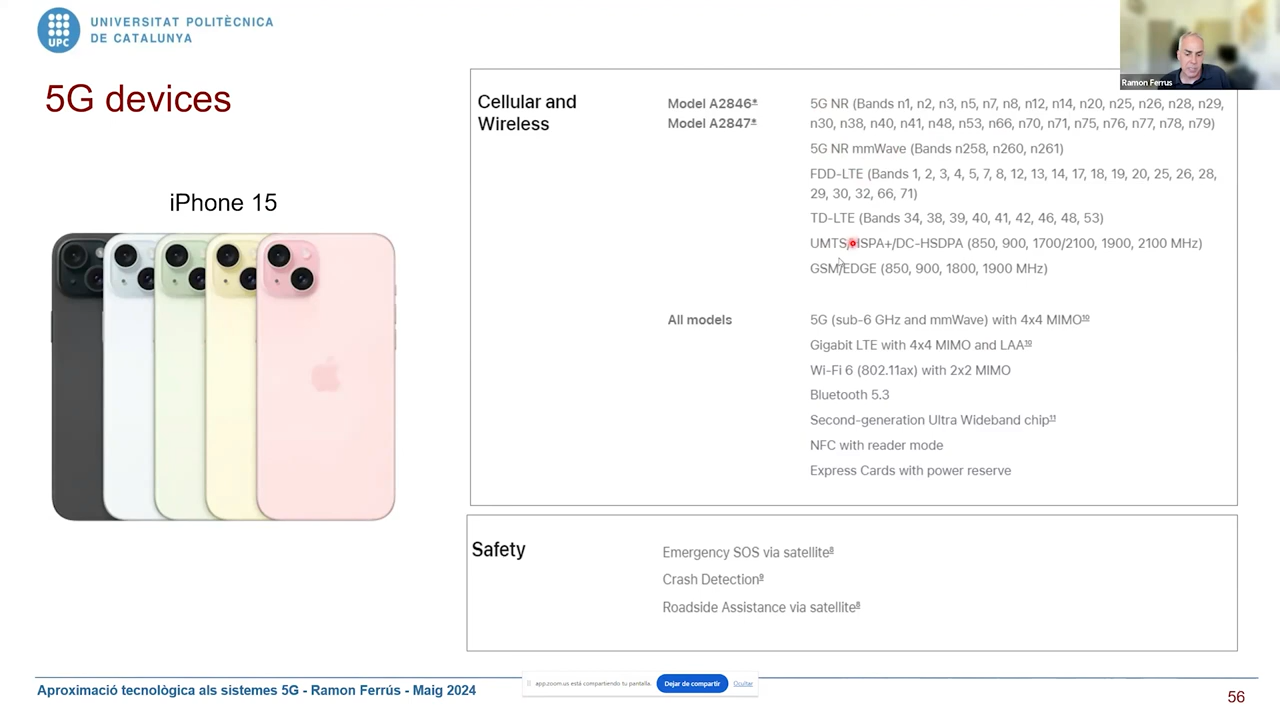 UNIVERSITAT POLITÈCNICA
DE CATALUNYA
UPC
5G devices
iPhone 15
Ramon Ferrus
Cellular and
Wireless
Model A2846*
Model A2847*
5G NR (Bands n1, n2, n3, n5, n7, n8, n12, n14, n20, n25, n26, n28, n29,
n30, n38, n40, n41, n48, n53, n66, n70, n71, n75, n76, n77, n78, n79)
5G NR mmWave (Bands n258, n260, n261)
FDD-LTE (Bands 1, 2, 3, 4, 5, 7, 8, 12, 13, 14, 17, 18, 19, 20, 25, 26, 28,
29, 30, 32, 66, 71)
TD-LTE (Bands 34, 38, 39, 40, 41, 42, 46, 48, 53)
UMTS/HSPA+/DC-HSDPA (850, 900, 1700/2100, 1900, 2100 MHz)
GSM/EDGE (850, 900, 1800, 1900 MHz)
All models
5G (sub-6 GHz and mmWave) with 4x4 MIMO¹⁰
Gigabit LTE with 4x4 MIMO and LAA¹⁰
Wi-Fi 6 (802.11ax) with 2x2 MIMO
Bluetooth 5.3
Second-generation Ultra Wideband chip¹¹
NFC with reader mode
Express Cards with power reserve
Safety
Emergency SOS via satellite⁸
Crash Detection⁹
Roadside Assistance via satellite⁸
Aproximació tecnològica als sistemes 5G - Ramon Ferrús - Maig 2024
app.zoom.us está compartiendo tu pantalla.
Dejar de compartir
Ocultar
56